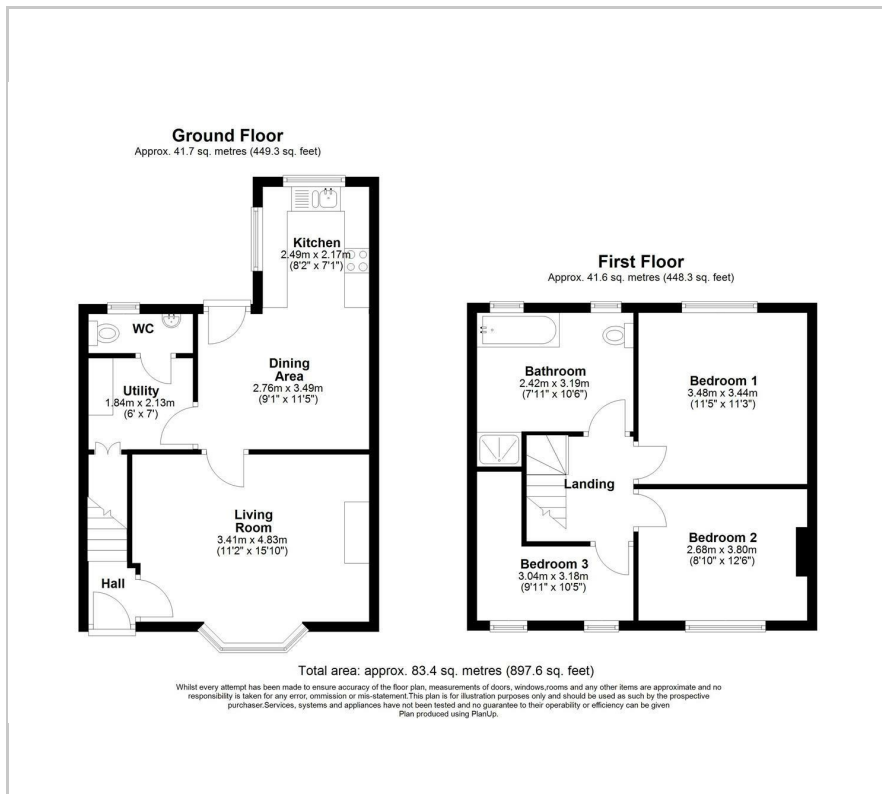 Ground Floor
Approx. 41.7 sq. metres (449.3 sq. feet)
Kitchen
2.49m x 2.17m
(8'2" x 7'1")
WC
Dining
Area
2.76m x 3.49m
(9'1" x 11'5")
Utility
1.84m x 2.13m
(6' x 7')
Living
Room
3.41m x 4.83m
(11'2" x 15'10")
Hall
First Floor
Approx. 41.6 sq. metres (448.3 sq. feet)
Bathroom
2.42m x 3.19m
(7'11" x 10'6")
Bedroom 1
3.48m x 3.44m
(11'5" x 11'3")
Landing
Bedroom 2
2.68m x 3.80m
(8'10" x 12'6")
Bedroom 3
3.04m x 3.18m
(9'11" x 10'5")
Total area: approx. 83.4 sq. metres (897.6 sq. feet)
Whilst every attempt has been made to ensure accuracy of the floor plan, measurements of doors, windows,rooms and any other items are approximate and no
responsibility is taken for any error, ommission or mis-statement.This plan is for illustration purposes only and should be used as such by the prospective
purchaser.Services, systems and appliances have not been tested and no guarantee to their operability or efficiency can be given
Plan produced using PlanUp.